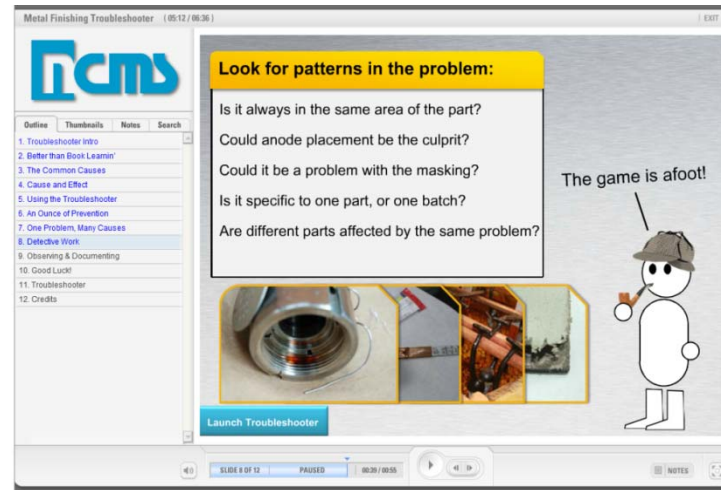 Metal Finishing Troubleshooter ( 05:12 / 06:36 )
EXIT
ncms
Outline Thumbnails Notes Search
1. Troubleshooter Intro
2. Better than Book Learnin'
3. The Common Causes
4. Cause and Effect
5. Using the Troubleshooter
6. An Ounce of Prevention
7. One Problem, Many Causes
8. Detective Work
9. Observing & Documenting
10. Good Luck!
11. Troubleshooter
12. Credits
Look for patterns in the problem:
Is it always in the same area of the part?
Could anode placement be the culprit?
Could it be a problem with the masking?
Is it specific to one part, or one batch?
Are different parts affected by the same problem?
The game is afoot!
Launch Troubleshooter
SLIDE 8 OF 12 PAUSED 00:39 / 00:55
NOTES